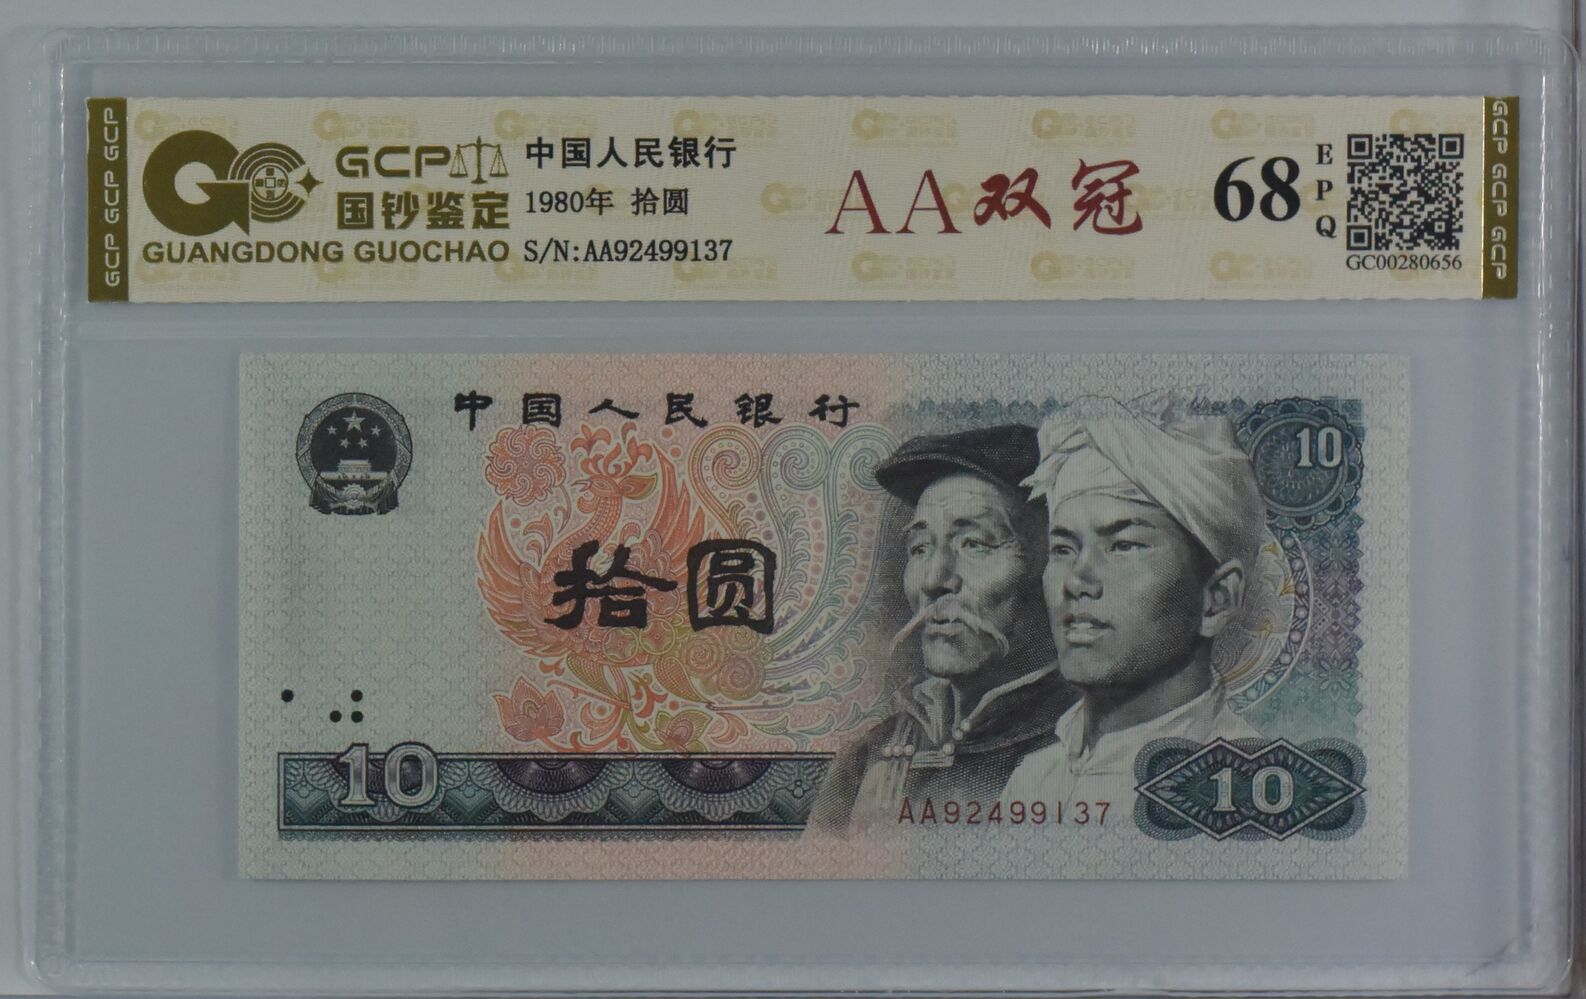 GCP GCP GCP
GCP
国钞鉴定
GUANGDONG GUOCHAO
中国人民银行
1980年 拾圆
S/N:AA92499137
AA双冠
68
EPQ
GC00280656
GCP GCP GCP
中国人民银行
10
拾圆
10
AA92499137
10